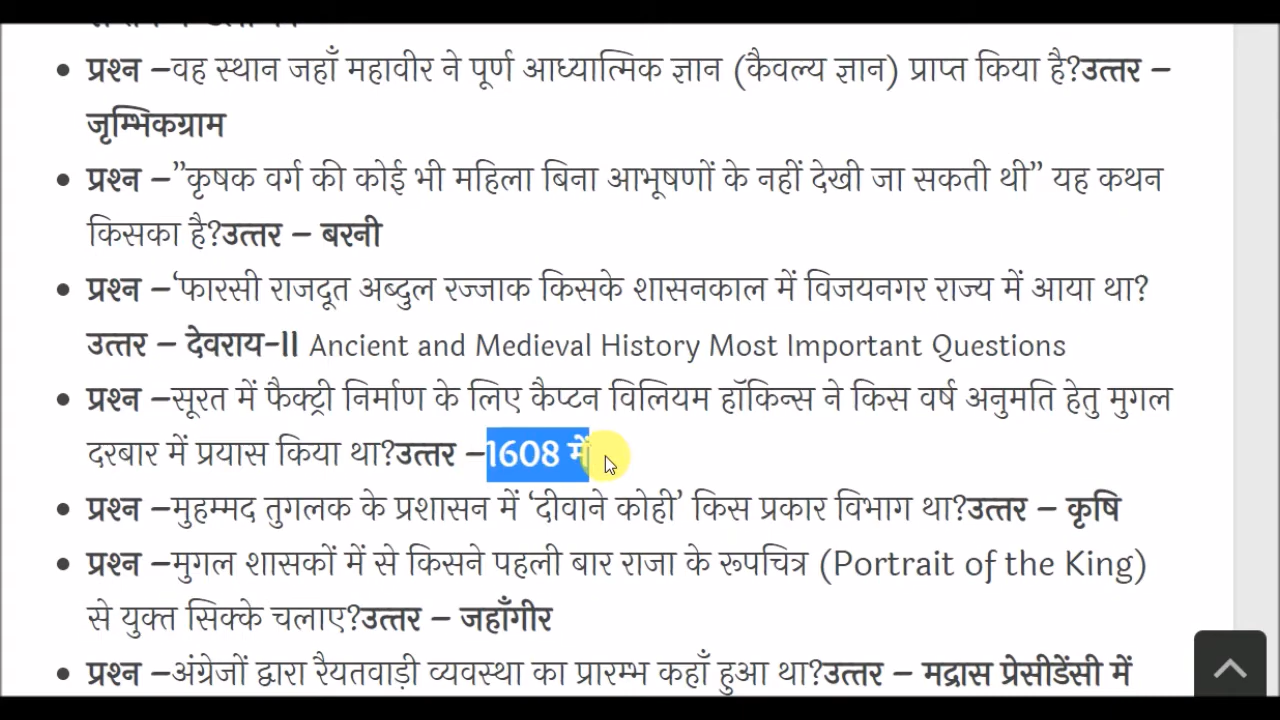 प्रश्न –वह स्थान जहाँ महावीर ने पूर्ण आध्यात्मिक ज्ञान (कैवल्य ज्ञान) प्राप्त किया है?उत्तर –
जृम्भिकग्राम
प्रश्न –”कृषक वर्ग की कोई भी महिला बिना आभूषणों के नहीं देखी जा सकती थी” यह कथन
किसका है?उत्तर – बरनी
प्रश्न –‘फारसी राजदूत अब्दुल रज्जाक किसके शासनकाल में विजयनगर राज्य में आया था?
उत्तर – देवराय-II Ancient and Medieval History Most Important Questions
प्रश्न –सूरत में फैक्ट्री निर्माण के लिए कैप्टन विलियम हॉकिन्स ने किस वर्ष अनुमति हेतु मुगल
दरबार में प्रयास किया था?उत्तर –1608 में
प्रश्न –मुहम्मद तुगलक के प्रशासन में ‘दीवाने कोही’ किस प्रकार विभाग था?उत्तर – कृषि
प्रश्न –मुगल शासकों में से किसने पहली बार राजा के रूपचित्र (Portrait of the King)
से युक्त सिक्के चलाए?उत्तर – जहाँगीर
प्रश्न –अंग्रेजों द्वारा रैयतवाड़ी व्यवस्था का प्रारम्भ कहाँ हुआ था?उत्तर – मद्रास प्रेसीडेंसी में